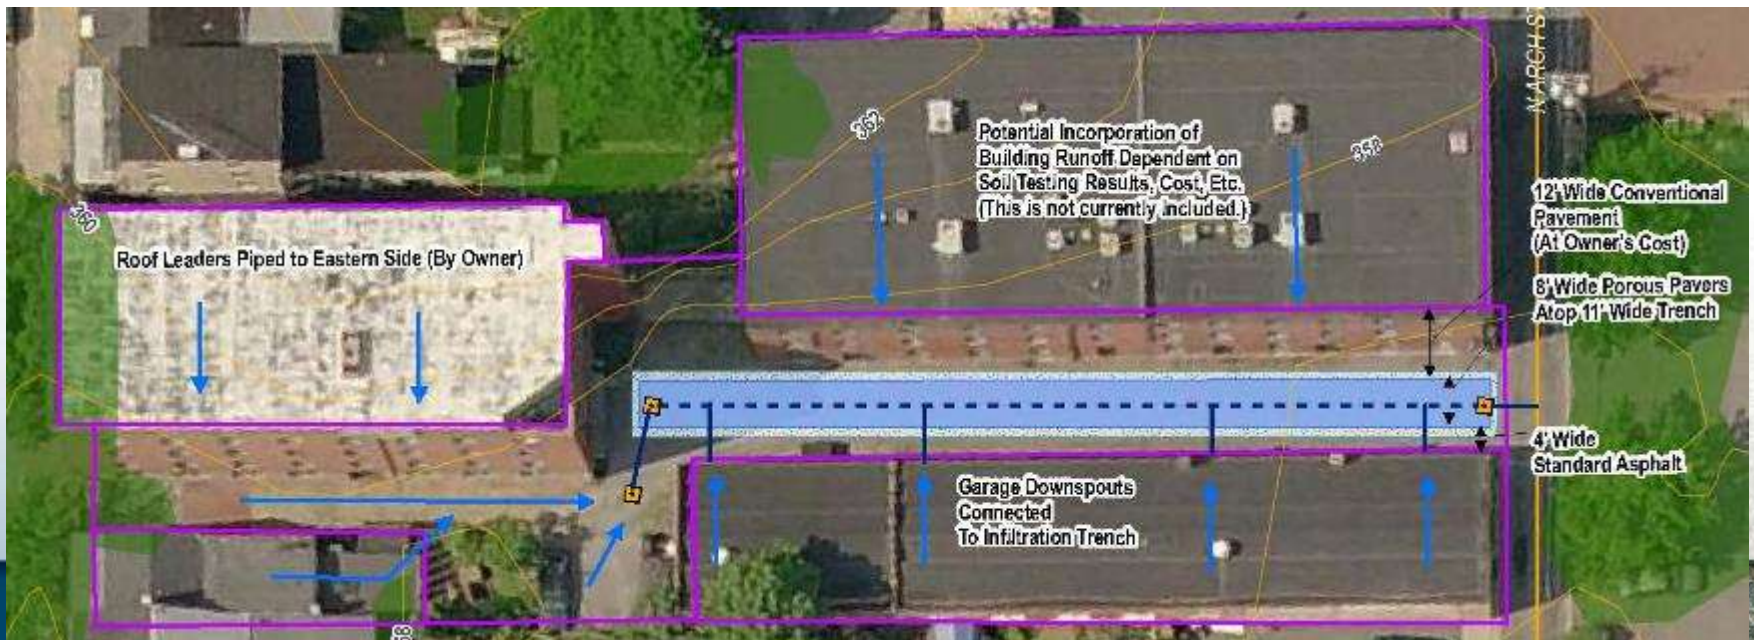 MARCH ST
362
Potential Incorporation of
Building Runoff Dependent on
Soil Testing Results, Cost, Etc.
(This is not currently included.)
358
12' Wide Conventional
Pavement
(At Owner's Cost)
360
Roof Leaders Piped to Eastern Side (By Owner)
8' Wide Porous Pavers
Atop 11' Wide Trench
4' Wide
Standard Asphalt
Garage Downspouts
Connected
To Infiltration Trench